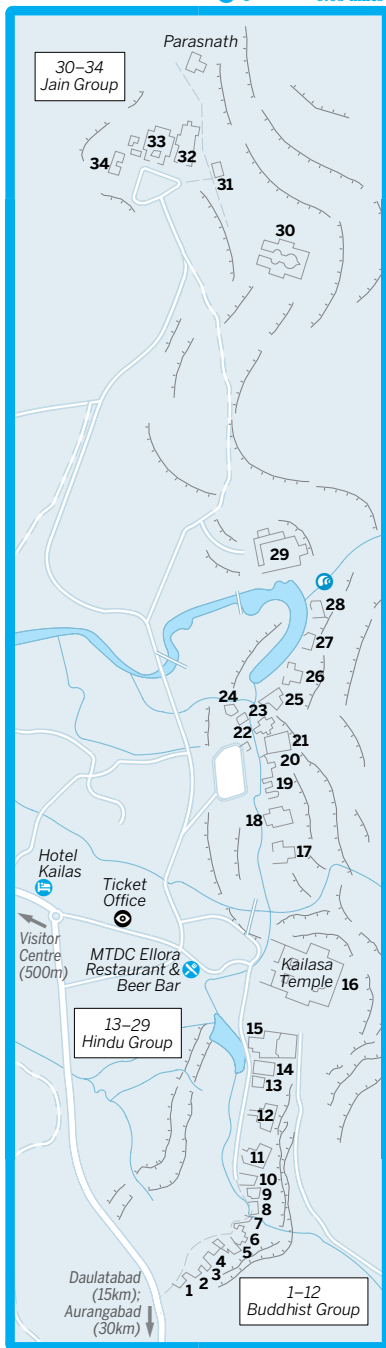 Parasnath
30–34
Jain Group
33
32
34
31
30
29
28
27
26
25
24
23
22
21
20
19
18
17
Hotel
Kailas
Ticket
Office
Visitor
Centre
(500m)
MTDC Ellora
Restaurant &
Beer Bar
Kailasa
Temple
16
13–29
Hindu Group
15
14
13
12
11
10
9
8
7
6
5
4
3
2
1
Daulatabad
(15km);
Aurangabad
(30km)
1–12
Buddhist Group